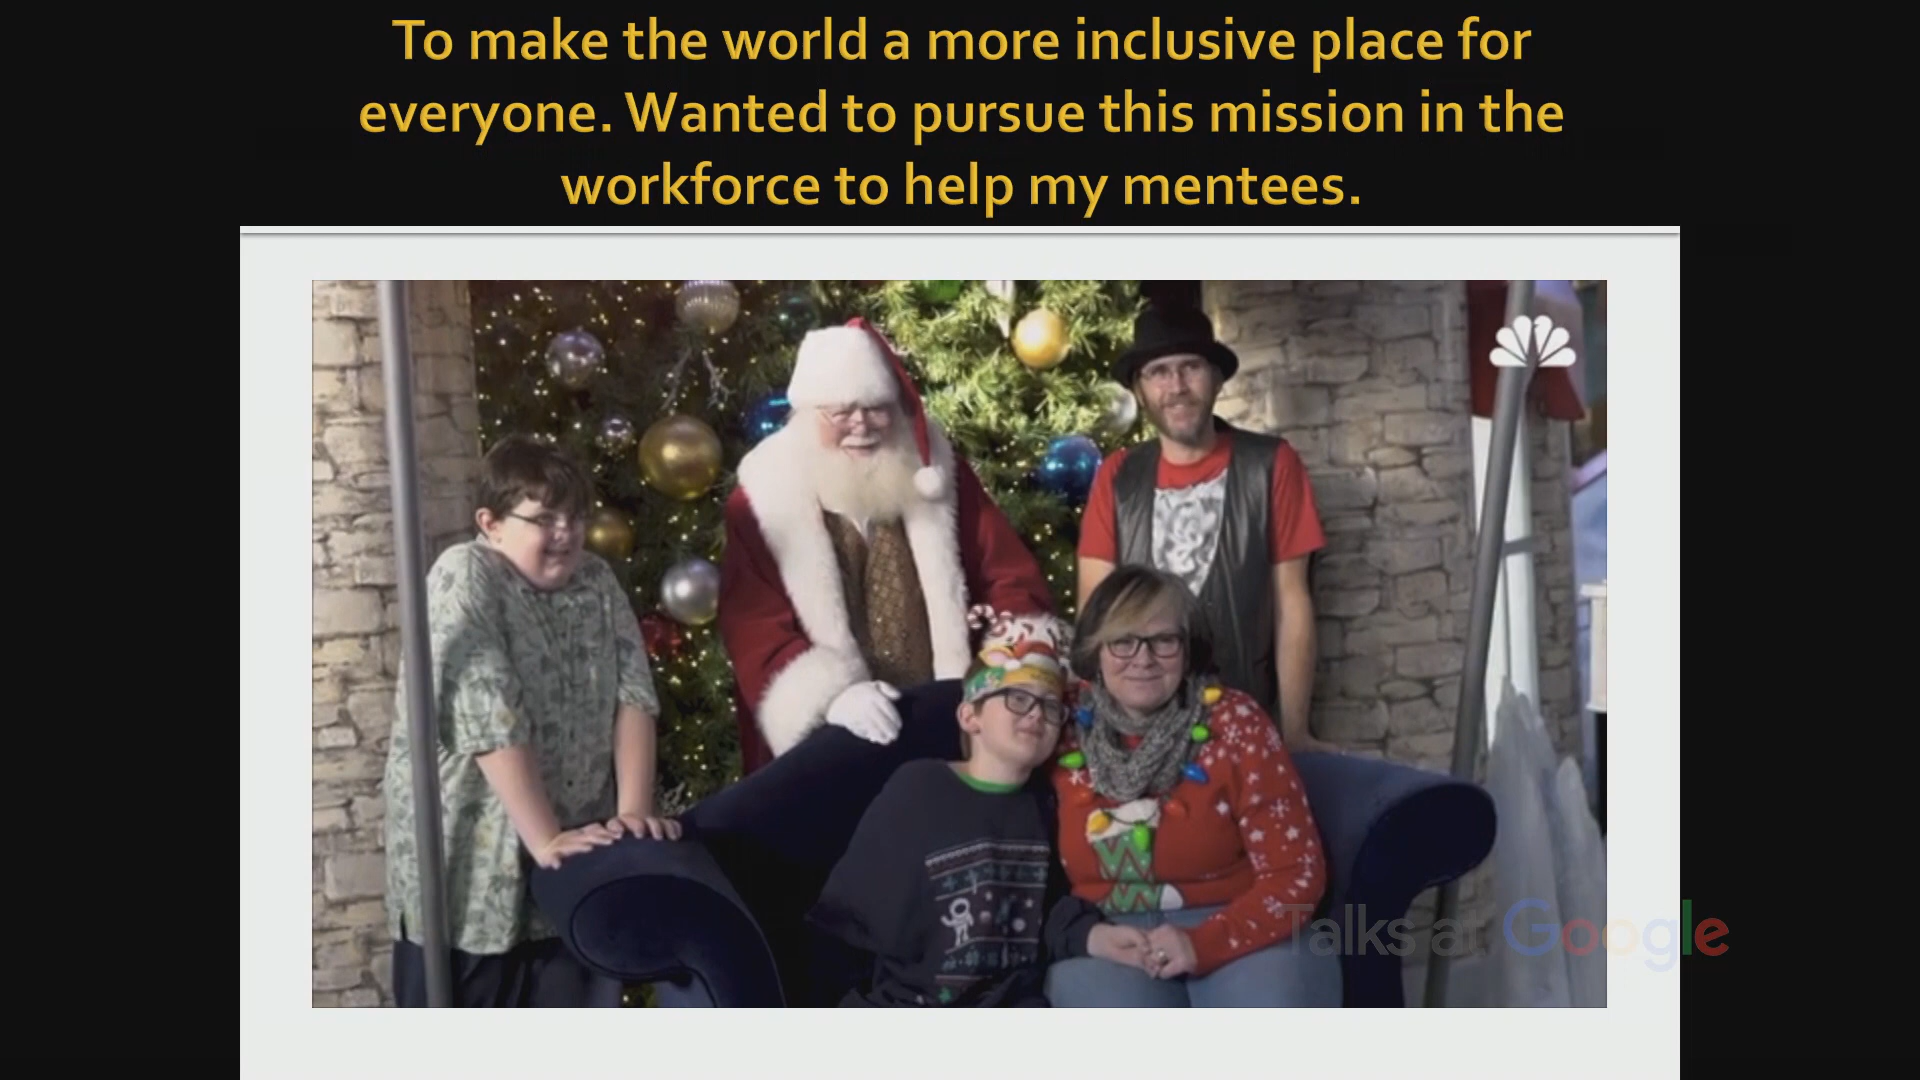 To make the world a more inclusive place for
everyone. Wanted to pursue this mission in the
workforce to help my mentees.
Talks at Google